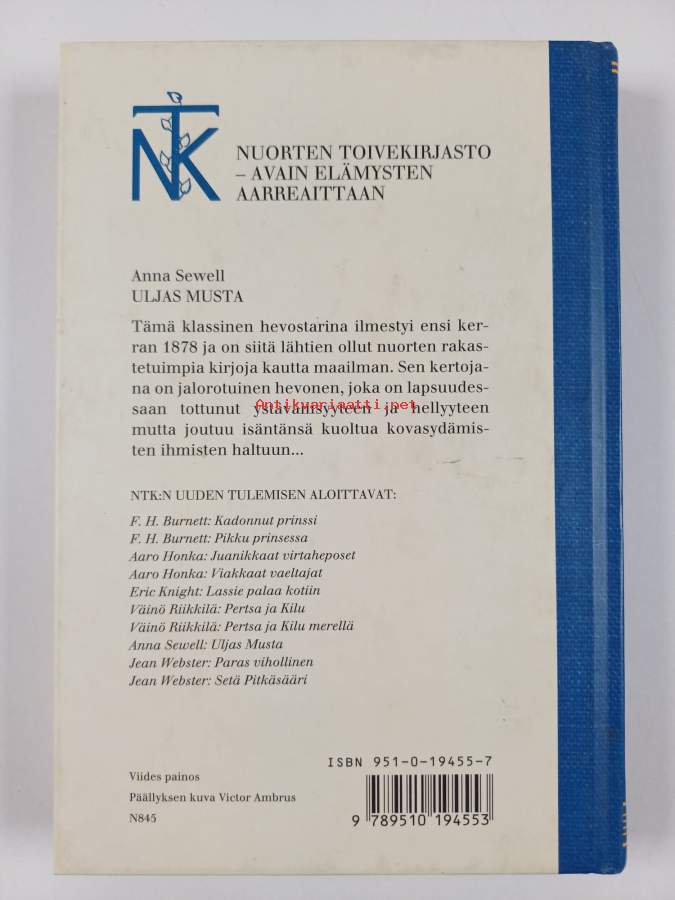 NTK
NUORTEN TOIVEKIRJASTO
– AVAIN ELÄMYSTEN
AARREAITTAAN
Anna Sewell
ULJAS MUSTA
Tämä klassinen hevostarina ilmestyi ensi ker-
ran 1878 ja on siitä lähtien ollut nuorten rakas-
tetuimpia kirjoja kautta maailman. Sen kertoja-
na on jalorotuinen hevonen, joka on lapsuudes-
Antikvariaatti.net
saan tottunut ystävällisyyteen ja hellyyteen
mutta joutuu isäntänsä kuoltua kovasydämis-
ten ihmisten haltuun...
NTK:N UUDEN TULEMISEN ALOITTAVAT:
F. H. Burnett: Kadonnut prinssi
F. H. Burnett: Pikku prinsessa
Aaro Honka: Juanikkaat virtaheposet
Aaro Honka: Viakkaat vaeltajat
Eric Knight: Lassie palaa kotiin
Väinö Riikkilä: Pertsa ja Kilu
Väinö Riikkilä: Pertsa ja Kilu merellä
Anna Sewell: Uljas Musta
Jean Webster: Paras vihollinen
Jean Webster: Setä Pitkäsääri
ISBN 951-0-19455-7
Viides painos
Päällyksen kuva Victor Ambrus
N845
9 789510 194553